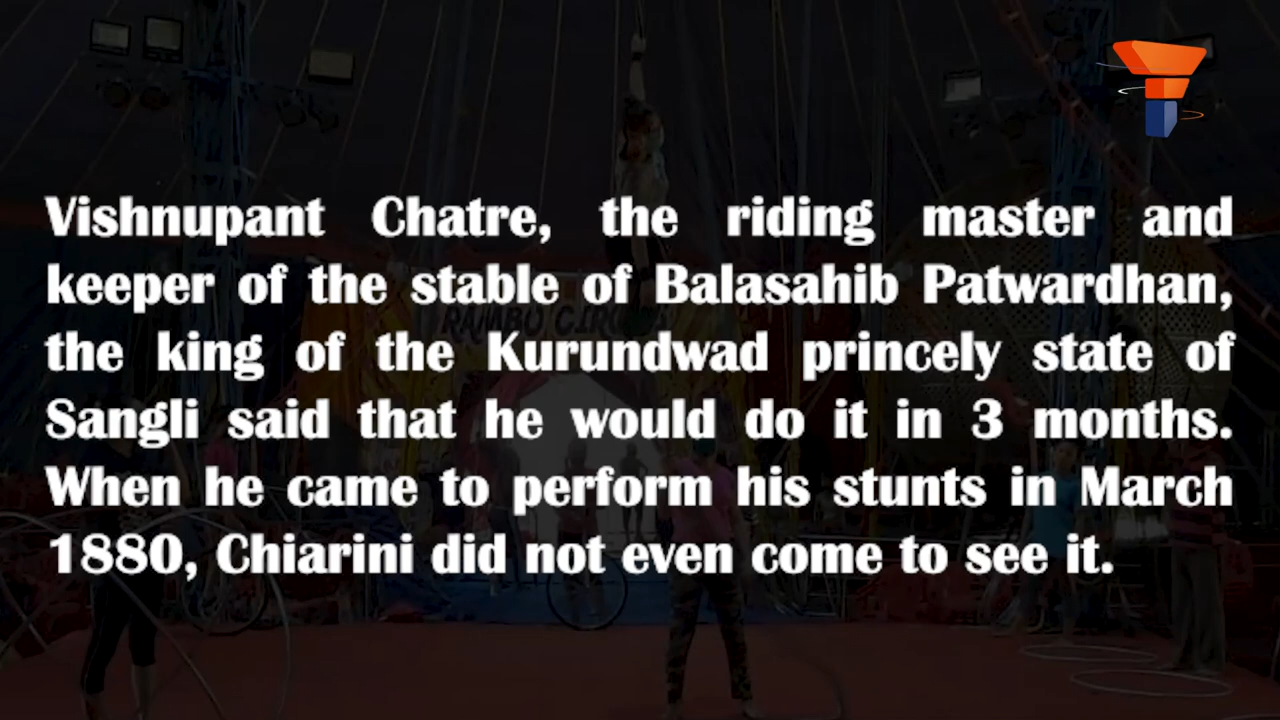 RAMBO CIRC
Vishnupant Chatre, the riding master and
keeper of the stable of Balasahib Patwardhan,
the king of the Kurundwad princely state of
Sangli said that he would do it in 3 months.
When he came to perform his stunts in March
1880, Chiarini did not even come to see it.